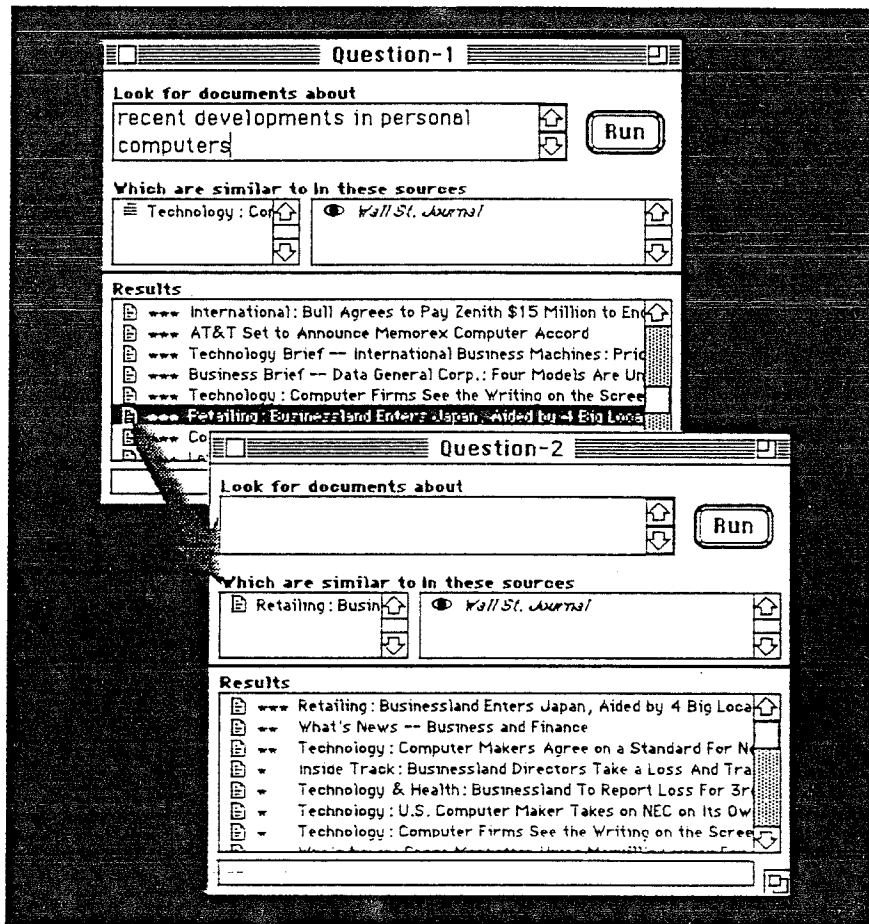 Question-1
Look for documents about
recent developments in personal
computers
Run
Which are similar to In these sources
Technology : Co
Wall St. Journal
Results
*** International: Bull Agrees to Pay Zenith $15 Million to En
*** AT&T Set to Announce Memorex Computer Accord
*** Technology Brief -- International Business Machines: Pric
*** Business Brief -- Data General Corp.: Four Models Are Un
*** Technology : Computer Firms See the Writing on the Scree
*** Retailing : Businessland Enters Japan, Aided by 4 Big Loca
*** Co
Question-2
Look for documents about
Run
Which are similar to In these sources
Retailing : Busin
Wall St. Journal
Results
*** Retailing : Businessland Enters Japan, Aided by 4 Big Loca
** What's News -- Business and Finance
** Technology : Computer Makers Agree on a Standard For Ne
* Inside Track : Businessland Directors Take a Loss And Tra
* Technology & Health : Businessland To Report Loss For 3r
* Technology : U.S. Computer Maker Takes on NEC on Its Ow
* Technology : Computer Firms See the Writing on the Scree